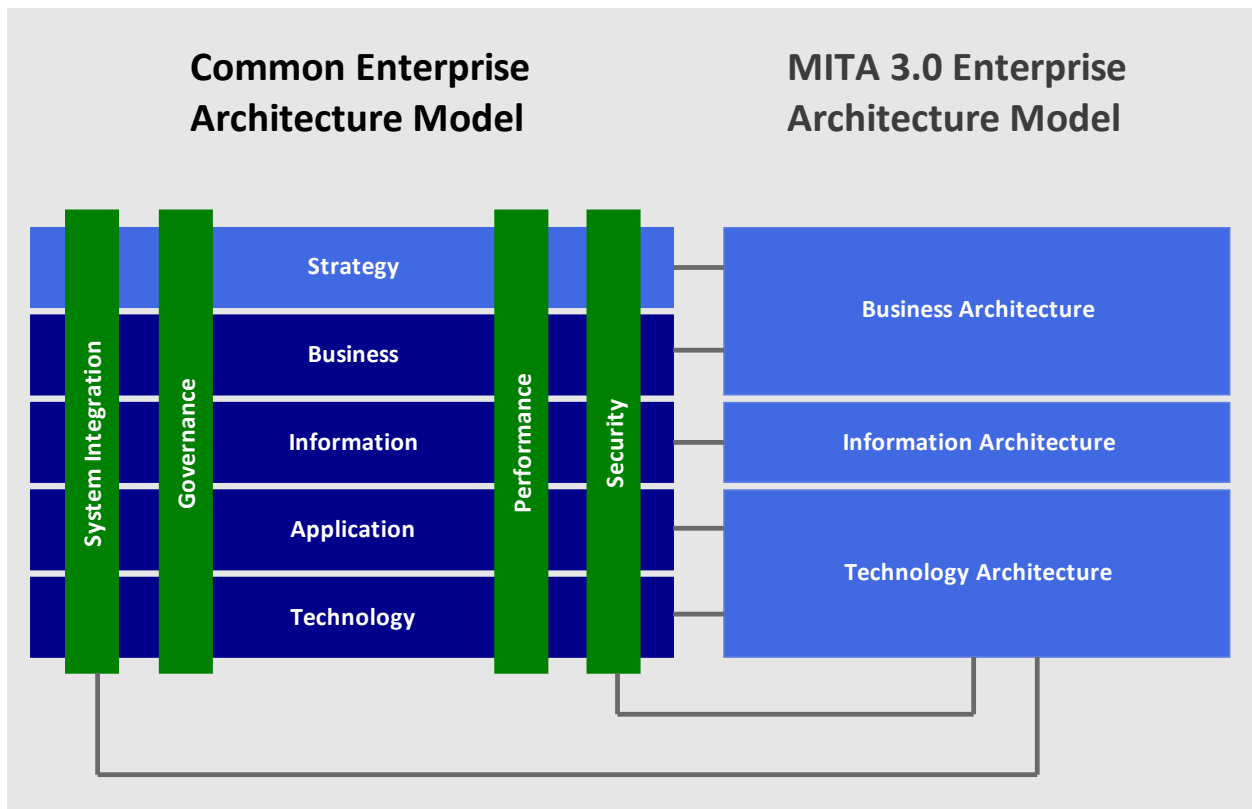 Common Enterprise
Architecture Model
MITA 3.0 Enterprise
Architecture Model
System Integration
Governance
Performance
Security
Strategy
Business
Information
Application
Technology
Business Architecture
Information Architecture
Technology Architecture